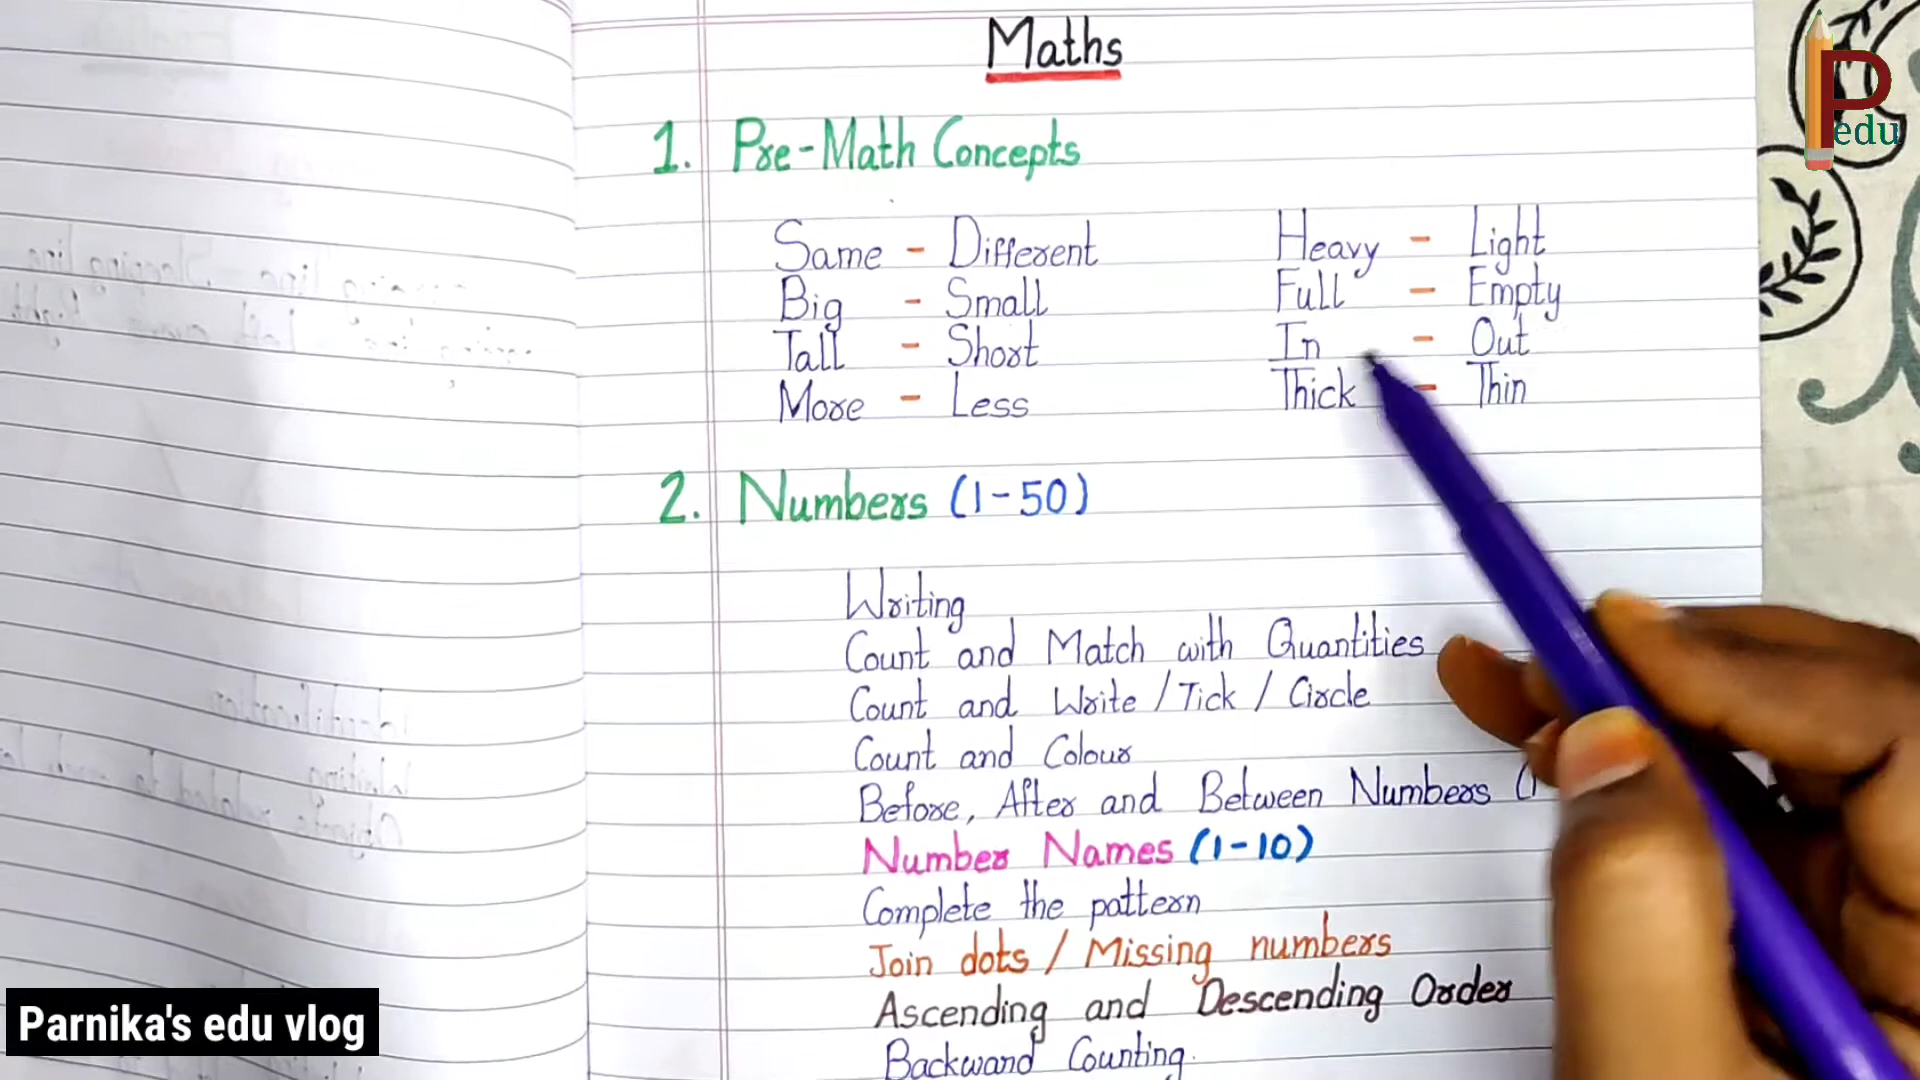 Maths
1. Pre-Math Concepts
Same - Different Heavy - Light
Big - Small Full - Empty
Tall - Short In - Out
More - Less Thick - Thin
2. Numbers (1-50)
Writing
Count and Match with Quantities
Count and Write / Tick / Circle
Count and Colour
Before, After and Between Numbers (1
Number Names (1-10)
Complete the pattern
Join dots / Missing numbers
Ascending and Descending Order
Backward Counting.
P
edu
Parnika's edu vlog